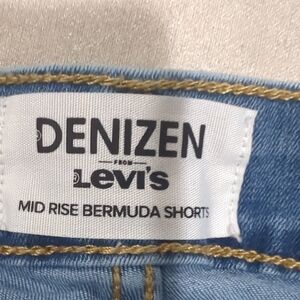 DENIZEN
FROM
Levi's
MID RISE BERMUDA SHORTS